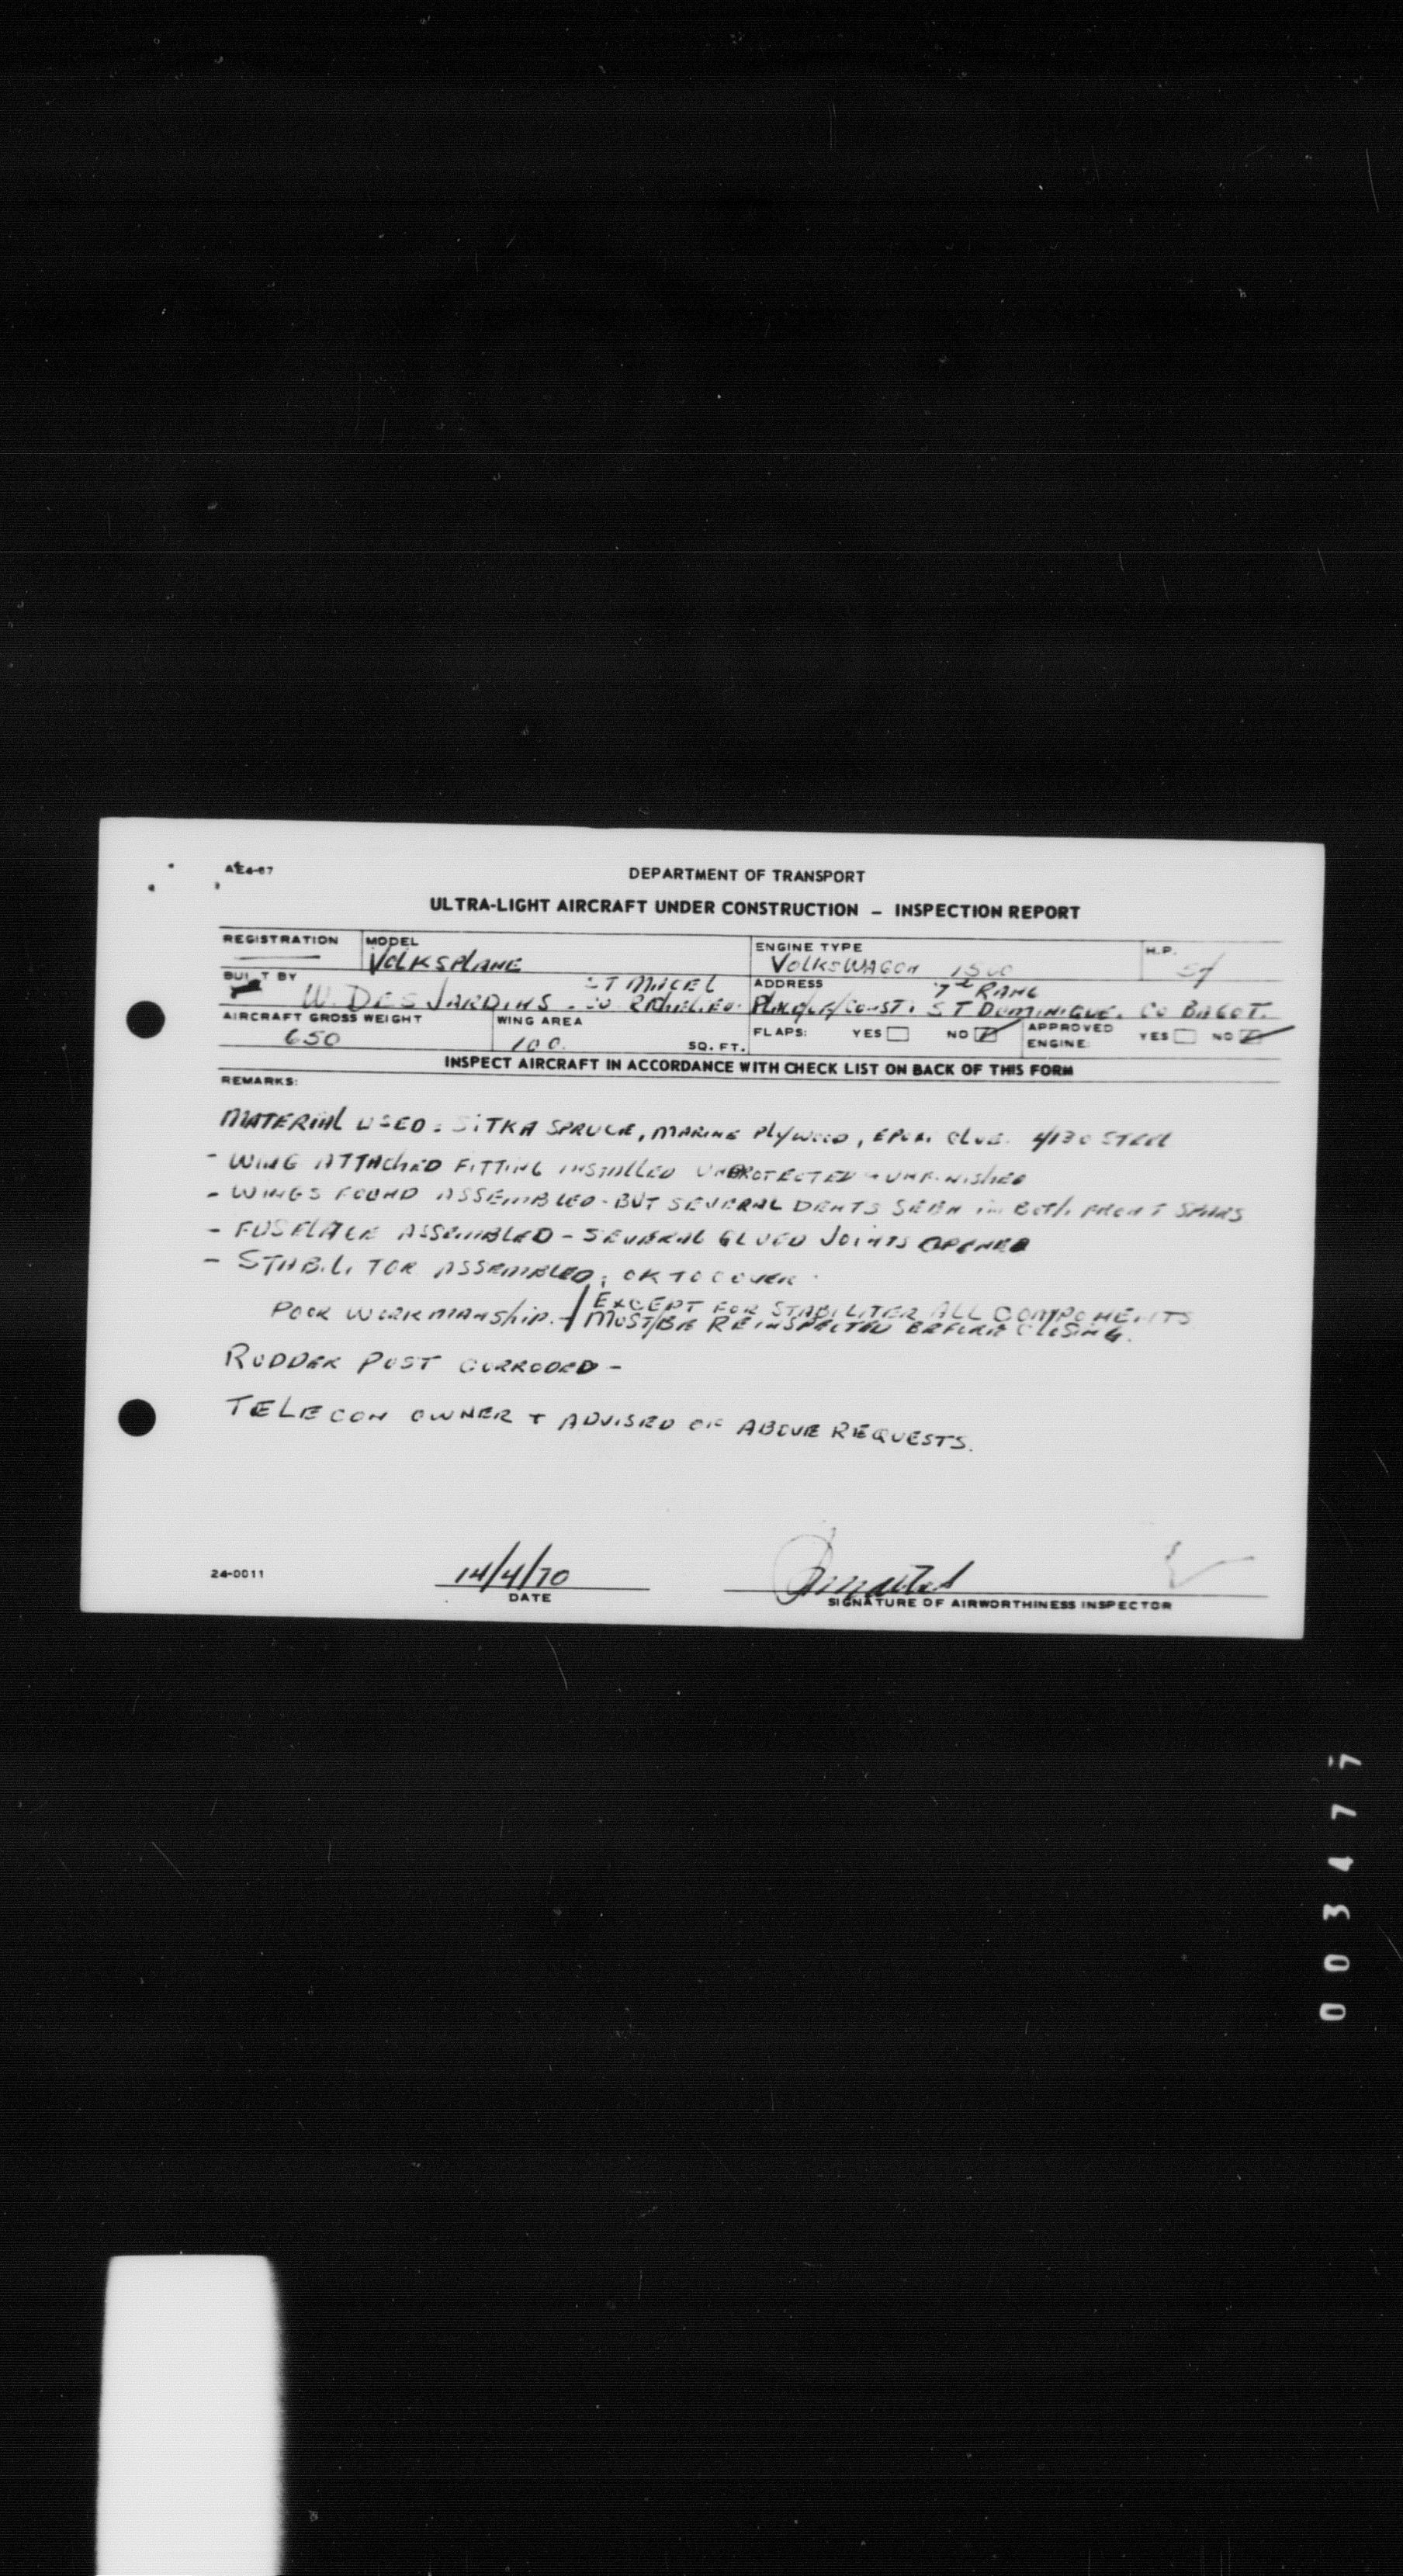 AE4-67
DEPARTMENT OF TRANSPORT
ULTRA-LIGHT AIRCRAFT UNDER CONSTRUCTION – INSPECTION REPORT
REGISTRATION MODEL ENGINE TYPE H.P.
VOLKSPLANE VOLKSWAGON 1500
BUILT BY ST MICEL ADDRESS 7 RANG
W. DESJARDINS - CO. RICHELIEU. ST DOMINIQUE. CO BAGOT.
AIRCRAFT GROSS WEIGHT WING AREA FLAPS: YES NO APPROVED ENGINE: YES NO
650 100 SQ. FT.
INSPECT AIRCRAFT IN ACCORDANCE WITH CHECK LIST ON BACK OF THIS FORM
REMARKS:
MATERIAL USED: SITKA SPRUCE, MARINE PLYWOOD, EPOXI GLUE. 4130 STEEL
- WING ATTACHED FITTING INSTALLED UNPROTECTED - UNFINISHED
- WINGS FOUND ASSEMBLED - BUT SEVERAL DENTS SEEN IN BOTH FRONT SPARS
- FUSELAGE ASSEMBLED - SEVERAL GLUED JOINTS OPENED
- STABILITOR ASSEMBLED; OK TO COVER.
POOR WORKMANSHIP. - EXCEPT FOR STABILITER ALL COMPONENTS
MUST BE REINSPECTED BEFORE CLOSING.
RUDDER POST CORRODED -
TELECON OWNER + ADVISED OF ABOVE REQUESTS.
24-0011 14/4/70
DATE SIGNATURE OF AIRWORTHINESS INSPECTOR
003477